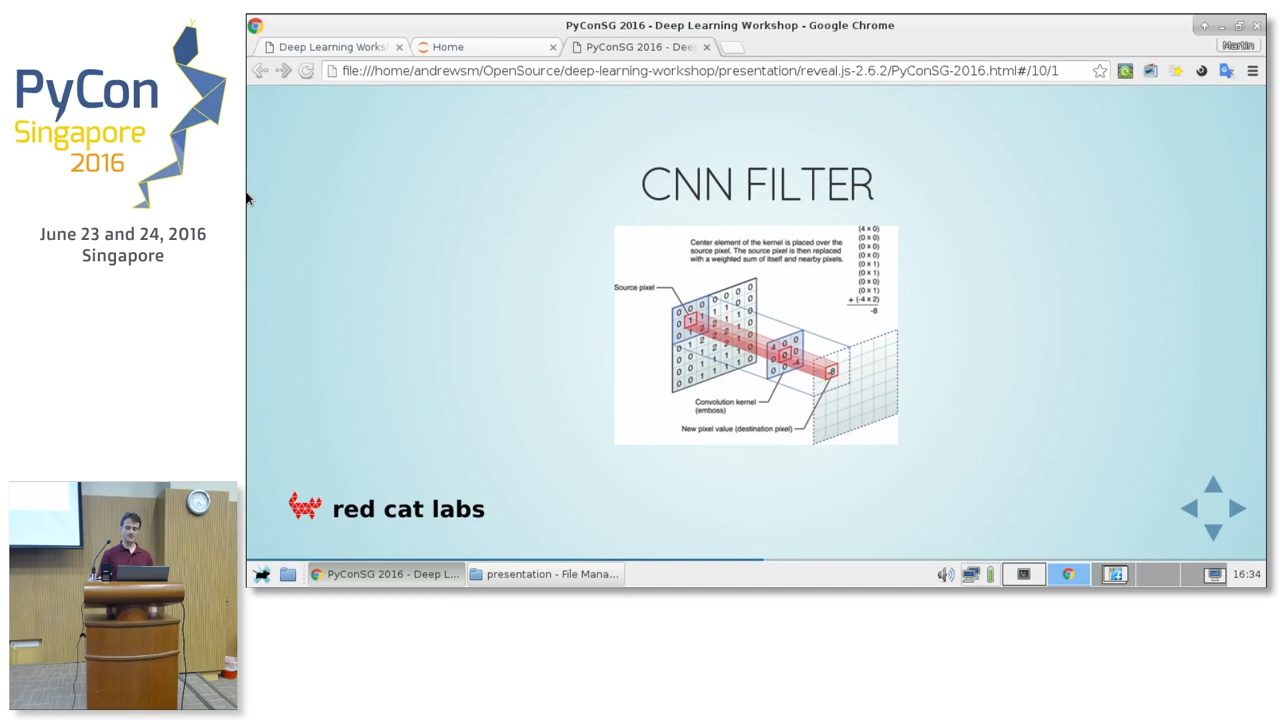 PyCon
Singapore
2016
June 23 and 24, 2016
Singapore
PyConSG 2016 - Deep Learning Workshop - Google Chrome
Deep Learning Works
Home
PyConSG 2016 - Dee
Martin
file:///home/andrewsm/OpenSource/deep-learning-workshop/presentation/reveal.js-2.6.2/PyConSG-2016.html#/10/1
CNN FILTER
Center element of the kernel is placed over the
source pixel. The source pixel is then replaced
with a weighted sum of itself and nearby pixels.
(4 x 0)
(0 x 0)
(0 x 0)
(0 x 0)
(0 x 1)
(0 x 1)
(0 x 0)
(0 x 1)
+ (-4 x 2)
-8
Source pixel
-8
Convolution kernel
(emboss)
New pixel value (destination pixel)
red cat labs
PyConSG 2016 - Deep L...
presentation - File Mana...
16:34